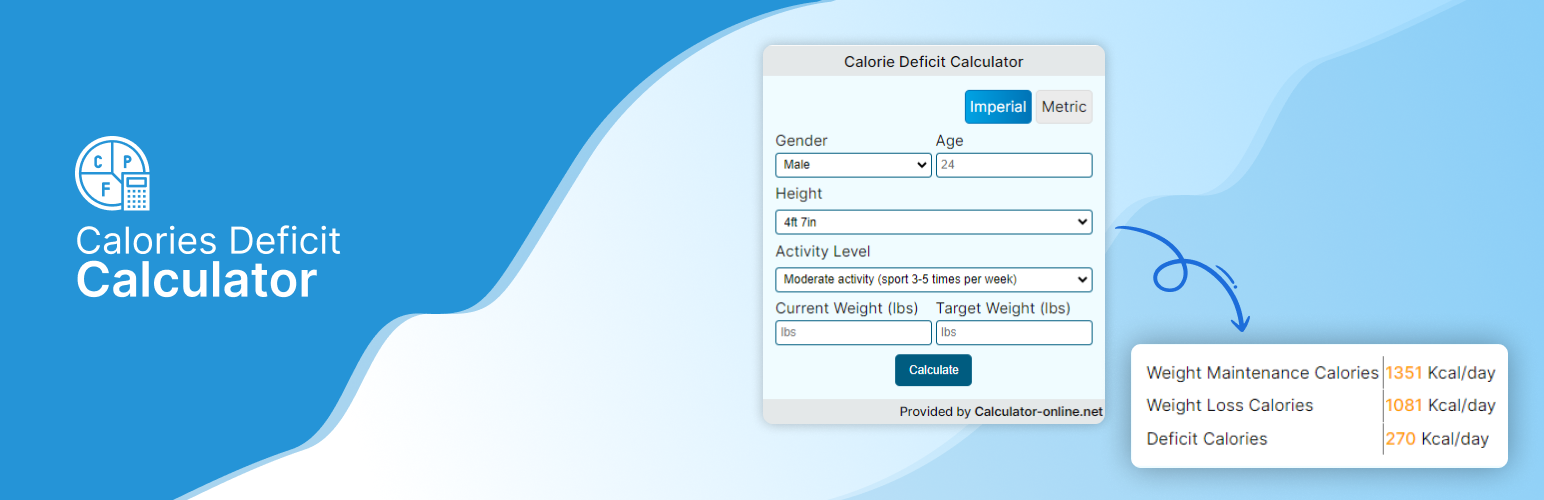 C P
F
Calories Deficit
Calculator
Calorie Deficit Calculator
Imperial Metric
Gender Age
Male 24
Height
4ft 7in
Activity Level
Moderate activity (sport 3-5 times per week)
Current Weight (lbs) Target Weight (lbs)
lbs lbs
Calculate
Provided by Calculator-online.net
Weight Maintenance Calories 1351 Kcal/day
Weight Loss Calories 1081 Kcal/day
Deficit Calories 270 Kcal/day